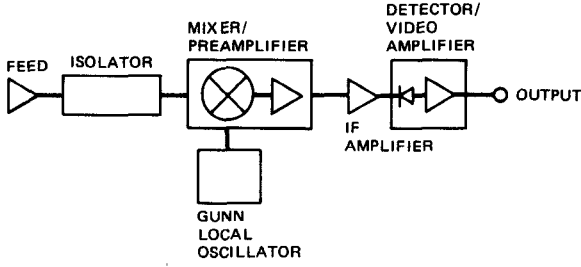 FEED
ISOLATOR
MIXER/
PREAMPLIFIER
GUNN
LOCAL
OSCILLATOR
IF
AMPLIFIER
DETECTOR/
VIDEO
AMPLIFIER
OUTPUT